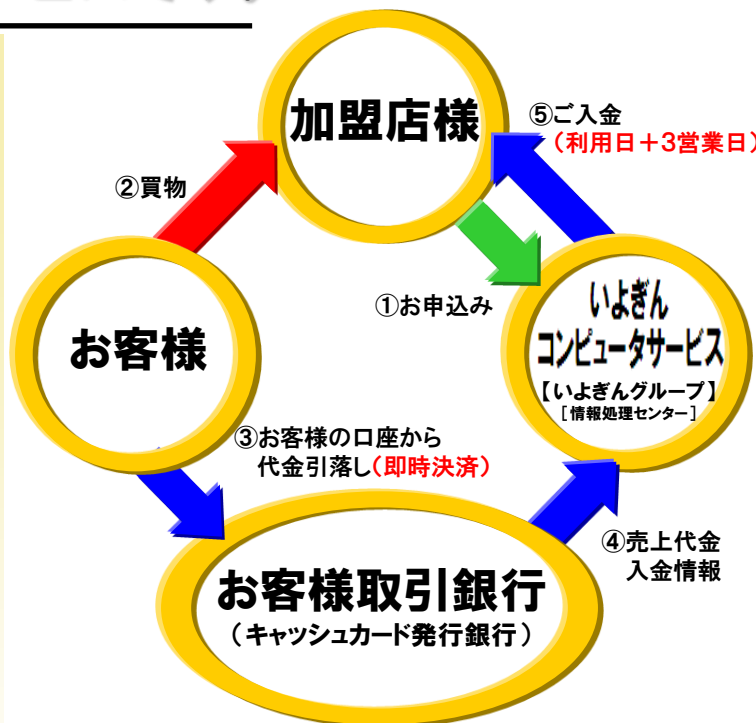 加盟店様
⑤ご入金
(利用日＋3営業日)
②買物
①お申込み
いよぎん
コンピュータサービス
【いよぎんグループ】
[情報処理センター]
お客様
③お客様の口座から
代金引落し(即時決済)
④売上代金
入金情報
お客様取引銀行
(キャッシュカード発行銀行)